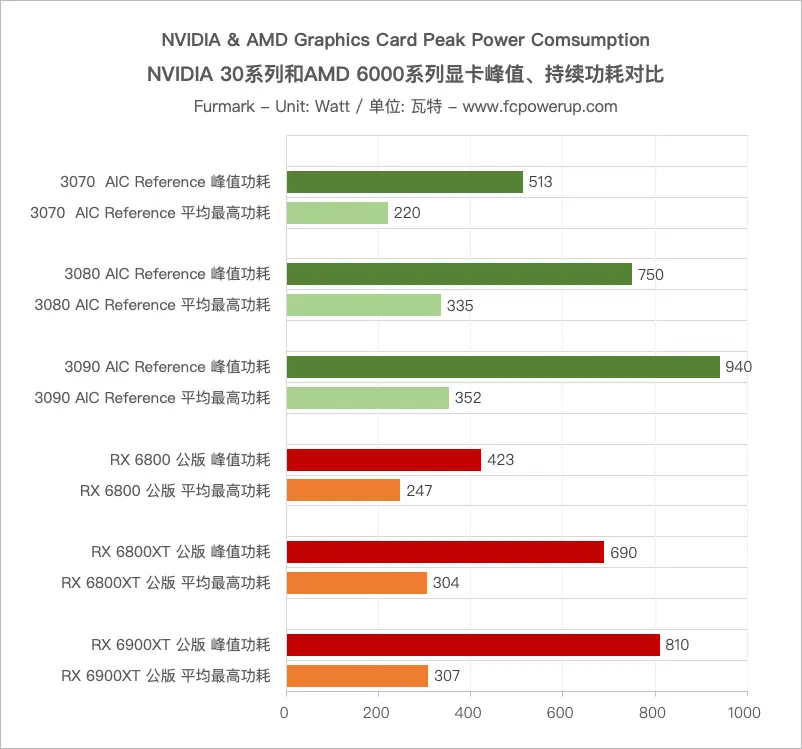 NVIDIA & AMD Graphics Card Peak Power Comsumption
NVIDIA 30系列和AMD 6000系列显卡峰值、持续功耗对比
Furmark – Unit: Watt / 单位: 瓦特 – www.fcpowerup.com
3070 AIC Reference 峰值功耗 513
3070 AIC Reference 平均最高功耗 220
3080 AIC Reference 峰值功耗 750
3080 AIC Reference 平均最高功耗 335
3090 AIC Reference 峰值功耗 940
3090 AIC Reference 平均最高功耗 352
RX 6800 公版 峰值功耗 423
RX 6800 公版 平均最高功耗 247
RX 6800XT 公版 峰值功耗 690
RX 6800XT 公版 平均最高功耗 304
RX 6900XT 公版 峰值功耗 810
RX 6900XT 公版 平均最高功耗 307
0 200 400 600 800 1000